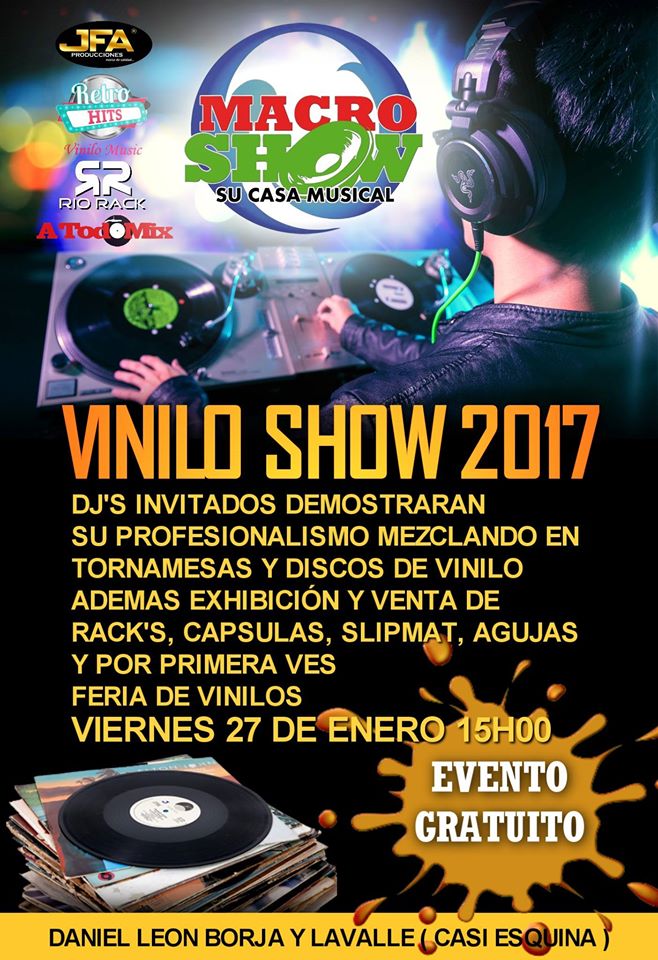 JFA
PRODUCCIONES
Retro
HITS
Vinilo Music
RR
RIO RACK
A TodO Mix
MACRO
SHOW
SU CASA MUSICAL
VINILO SHOW 2017
DJ'S INVITADOS DEMOSTRARAN
SU PROFESIONALISMO MEZCLANDO EN
TORNAMESAS Y DISCOS DE VINILO
ADEMAS EXHIBICIÓN Y VENTA DE
RACK'S, CAPSULAS, SLIPMAT, AGUJAS
Y POR PRIMERA VES
FERIA DE VINILOS
VIERNES 27 DE ENERO 15H00
EVENTO
GRATUITO
DANIEL LEON BORJA Y LAVALLE ( CASI ESQUINA )